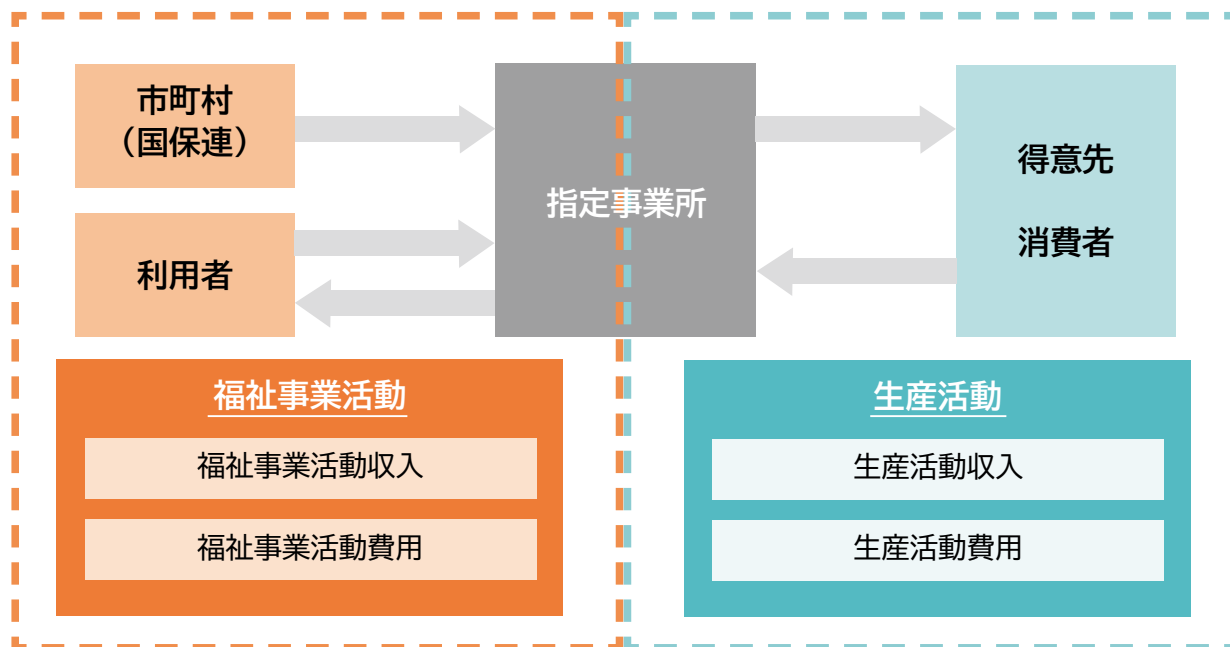 市町村
（国保連）
利用者
指定事業所
得意先
消費者
福祉事業活動
福祉事業活動収入
福祉事業活動費用
生産活動
生産活動収入
生産活動費用